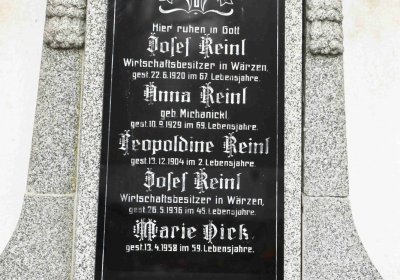 Hier ruhen in Gott
Josef Reinl
Wirtschaftsbesitzer in Wärzen,
gest. 22.6.1920 im 67. Lebensjahre.
Anna Reinl
geb. Michanickl,
gest. 10.9.1929 im 69. Lebensjahre.
Leopoldine Reinl
gest. 13.12.1904 im 2. Lebensjahre.
Josef Reinl
Wirtschaftsbesitzer in Wärzen,
gest. 26.5.1936 im 45. Lebensjahre.
Marie Dick.
gest. 13.4.1958 im 59. Lebensjahre.